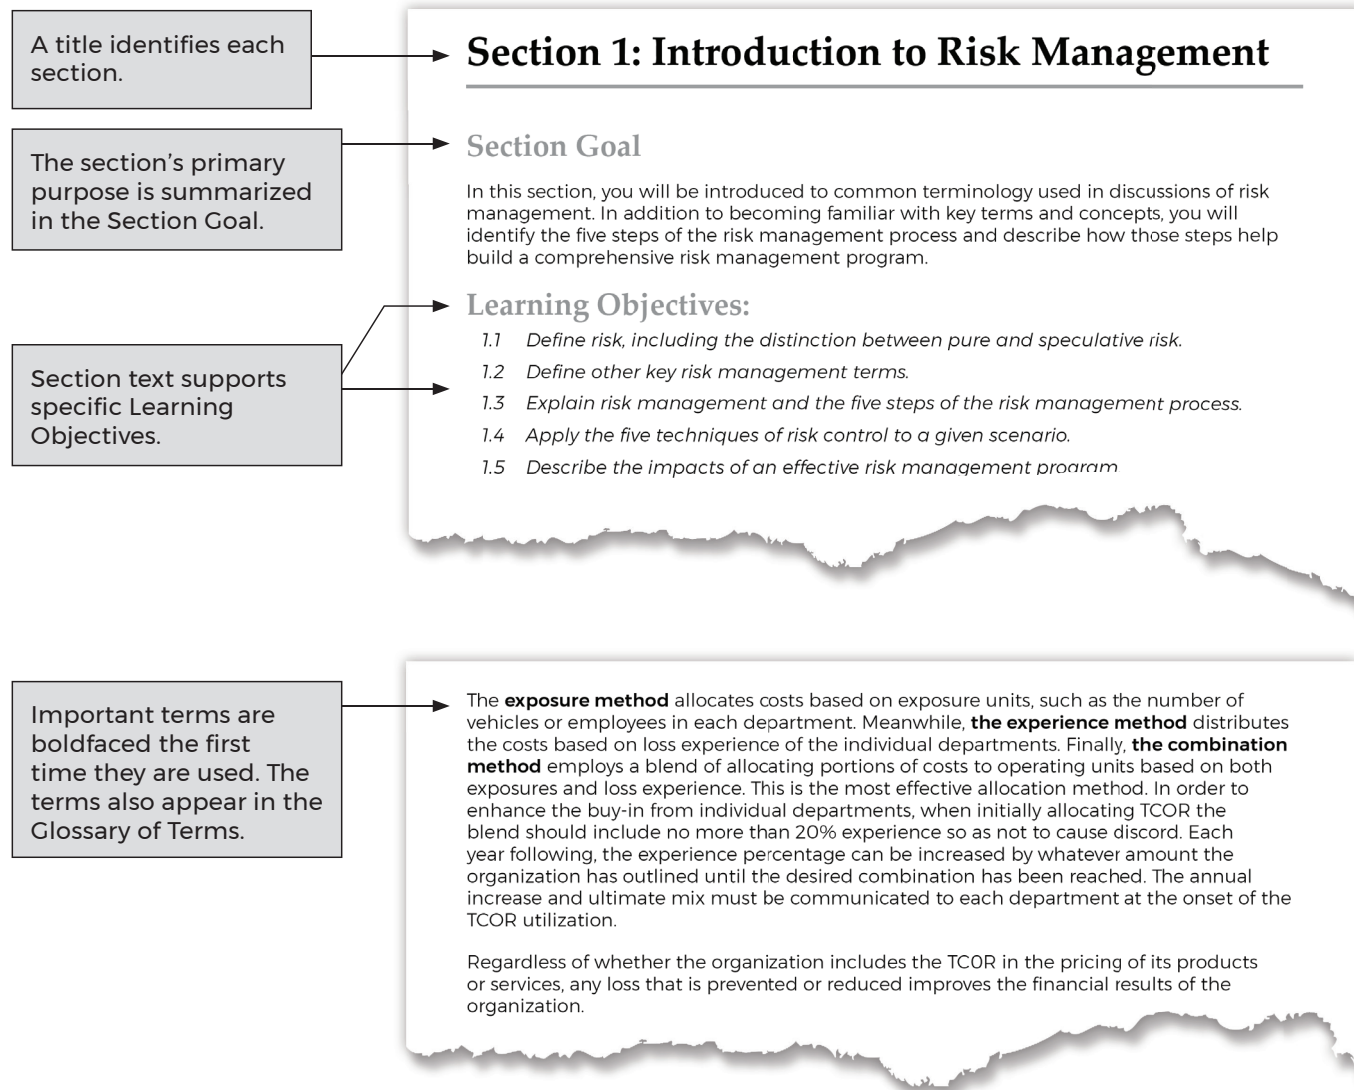 A title identifies each
section.
Section 1: Introduction to Risk Management
The section’s primary
purpose is summarized
in the Section Goal.
Section Goal
In this section, you will be introduced to common terminology used in discussions of risk
management. In addition to becoming familiar with key terms and concepts, you will
identify the five steps of the risk management process and describe how those steps help
build a comprehensive risk management program.
Section text supports
specific Learning
Objectives.
Learning Objectives:
1.1 Define risk, including the distinction between pure and speculative risk.
1.2 Define other key risk management terms.
1.3 Explain risk management and the five steps of the risk management process.
1.4 Apply the five techniques of risk control to a given scenario.
1.5 Describe the impacts of an effective risk management program
Important terms are
boldfaced the first
time they are used. The
terms also appear in the
Glossary of Terms.
The exposure method allocates costs based on exposure units, such as the number of
vehicles or employees in each department. Meanwhile, the experience method distributes
the costs based on loss experience of the individual departments. Finally, the combination
method employs a blend of allocating portions of costs to operating units based on both
exposures and loss experience. This is the most effective allocation method. In order to
enhance the buy-in from individual departments, when initially allocating TCOR the
blend should include no more than 20% experience so as not to cause discord. Each
year following, the experience percentage can be increased by whatever amount the
organization has outlined until the desired combination has been reached. The annual
increase and ultimate mix must be communicated to each department at the onset of the
TCOR utilization.
Regardless of whether the organization includes the TC0R in the pricing of its products
or services, any loss that is prevented or reduced improves the financial results of the
organization.